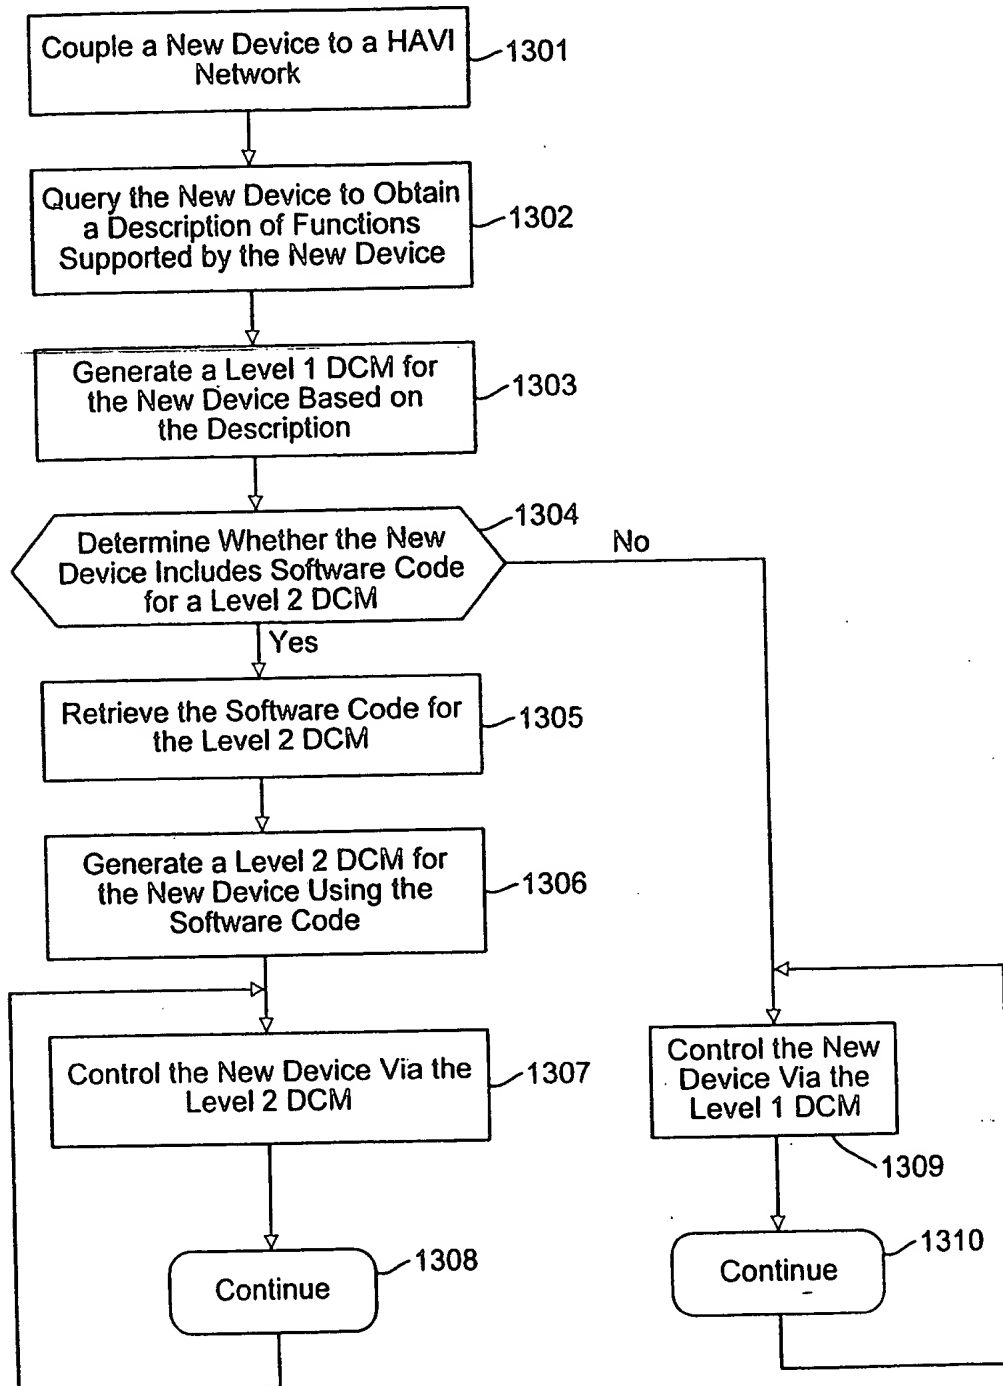 Couple a New Device to a HAVI
Network
1301
Query the New Device to Obtain
a Description of Functions
Supported by the New Device
1302
Generate a Level 1 DCM for
the New Device Based on
the Description
1303
1304
Determine Whether the New
Device Includes Software Code
for a Level 2 DCM
No
Yes
Retrieve the Software Code for
the Level 2 DCM
1305
Generate a Level 2 DCM for
the New Device Using the
Software Code
1306
Control the New Device Via the
Level 2 DCM
1307
Control the New
Device Via the
Level 1 DCM
1309
Continue
1308
Continue
1310